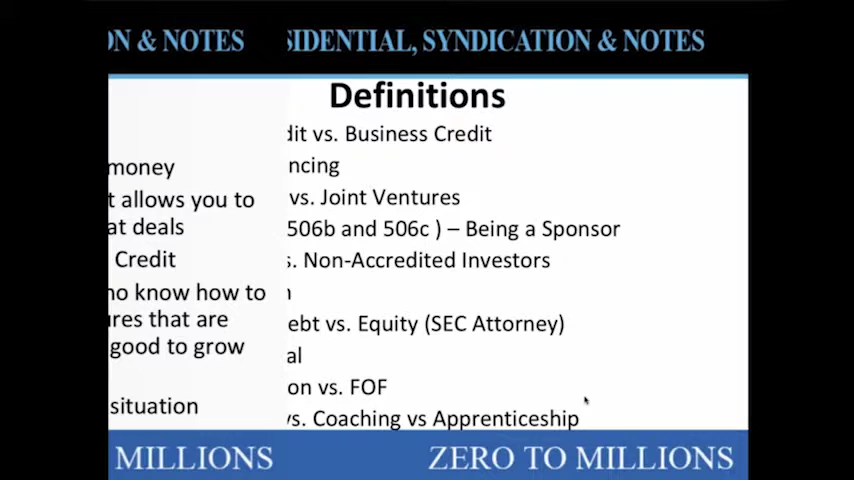 ON & NOTES
money
t allows you to
at deals
Credit
no know how to
ures that are
good to grow
situation
MILLIONS
SIDENTIAL, SYNDICATION & NOTES
Definitions
dit vs. Business Credit
ncing
vs. Joint Ventures
506b and 506c ) – Being a Sponsor
s. Non-Accredited Investors
n
ebt vs. Equity (SEC Attorney)
al
on vs. FOF
vs. Coaching vs Apprenticeship
ZERO TO MILLIONS